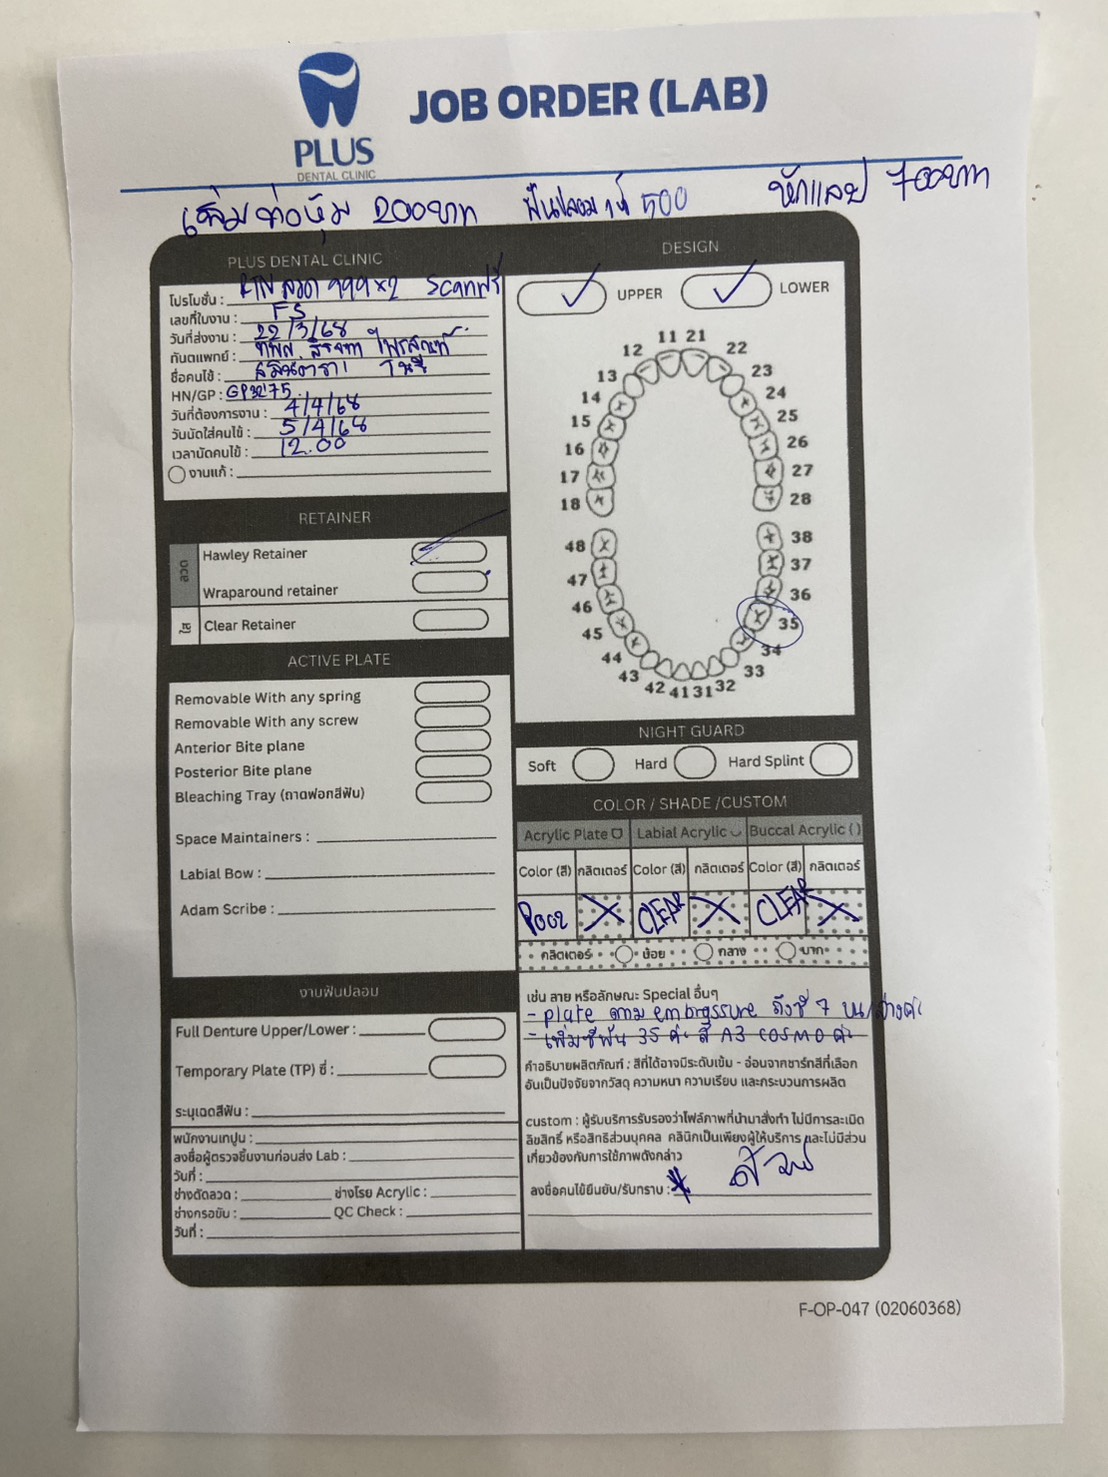 PLUS
DENTAL CLINIC
JOB ORDER (LAB)
เพิ่ม ท่อหุ้ม 200บาท ฟันปลอม 1 ซี่ 500 หักแลป 700บาท
PLUS DENTAL CLINIC
โปรโมชั่น : RTN ลวด 999x2 Scanฟรี
เลขที่ใบงาน : FS
วันที่ส่งงาน : 22/3/68
ทันตแพทย์ : ทพส.
ชื่อคนไข้ :
HN/GP : GP3275
วันที่ต้องการงาน : 4/4/68
วันนัดใส่คนไข้ : 5/4/68
เวลานัดคนไข้ : 12.00
งานแก้ :
RETAINER
ลวด
Hawley Retainer
Wraparound retainer
ใส
Clear Retainer
ACTIVE PLATE
Removable With any spring
Removable With any screw
Anterior Bite plane
Posterior Bite plane
Bleaching Tray (ถาดฟอกสีฟัน)
Space Maintainers :
Labial Bow :
Adam Scribe :
งานฟันปลอม
Full Denture Upper/Lower :
Temporary Plate (TP) ซี่ :
ระบุเฉดสีฟัน :
พนักงานเทปูน :
ลงชื่อผู้ตรวจชิ้นงานก่อนส่ง Lab :
วันที่ :
ช่างดัดลวด : ช่างโรย Acrylic :
ช่างกรอขัด : QC Check :
วันที่ :
DESIGN
UPPER LOWER
11 21
12 22
13 23
14 24
15 25
16 26
17 27
18 28
48 38
47 37
46 36
45 35
44 34
43 33
42 41 31 32
NIGHT GUARD
Soft Hard Hard Splint
COLOR / SHADE /CUSTOM
Acrylic Plate Labial Acrylic Buccal Acrylic ( )
Color (สี) กลิตเตอร์ Color (สี) กลิตเตอร์ Color (สี) กลิตเตอร์
P002 X CLEAR X CLEAR X
กลิตเตอร์ น้อย กลาง มาก
เช่น ลาย หรือลักษณะ Special อื่นๆ
- plate ตาม embrassure ถึงซี่ 7 บน/ล่างค่ะ
- เพิ่มซี่ฟัน 35 ค่ะ สี A3 COSMO ค่ะ
คำอธิบายผลิตภัณฑ์ : สีที่ได้อาจมีระดับเข้ม - อ่อนจากชาร์ทสีที่เลือก
อันเป็นปัจจัยจากวัสดุ ความหนา ความเรียบ และกระบวนการผลิต
custom : ผู้รับบริการรับรองว่าไฟล์ภาพที่นำมาสั่งทำ ไม่มีการละเมิด
ลิขสิทธิ์ หรือสิทธิส่วนบุคคล คลินิกเป็นเพียงผู้ให้บริการ และไม่มีส่วน
เกี่ยวข้องกับการใช้ภาพดังกล่าว
ลงชื่อคนไข้ยืนยัน/รับทราบ :
F-OP-047 (02060368)